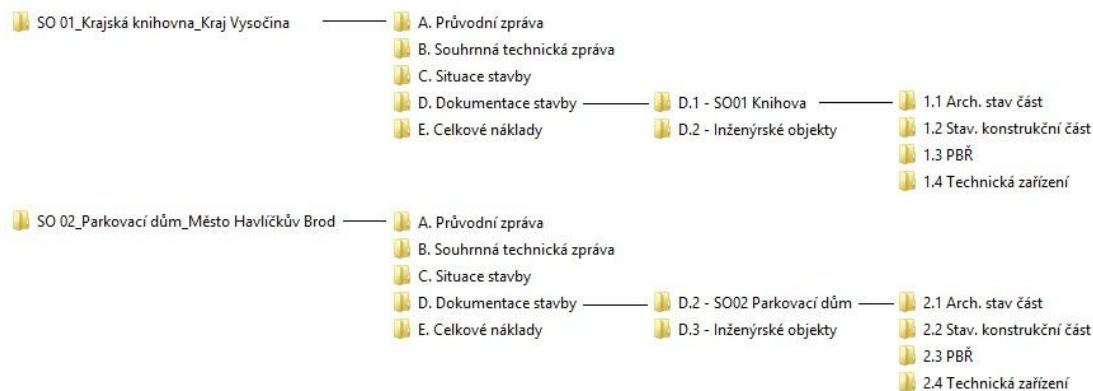 SO 01_Krajská knihovna_Kraj Vysočina
A. Průvodní zpráva
B. Souhrnná technická zpráva
C. Situace stavby
D. Dokumentace stavby
D.1 - SO01 Knihova
1.1 Arch. stav část
E. Celkové náklady
D.2 - Inženýrské objekty
1.2 Stav. konstrukční část
1.3 PBŘ
1.4 Technická zařízení
SO 02_Parkovací dům_Město Havlíčkův Brod
A. Průvodní zpráva
B. Souhrnná technická zpráva
C. Situace stavby
D. Dokumentace stavby
D.2 - SO02 Parkovací dům
2.1 Arch. stav část
E. Celkové náklady
D.3 - Inženýrské objekty
2.2 Stav. konstrukční část
2.3 PBŘ
2.4 Technická zařízení